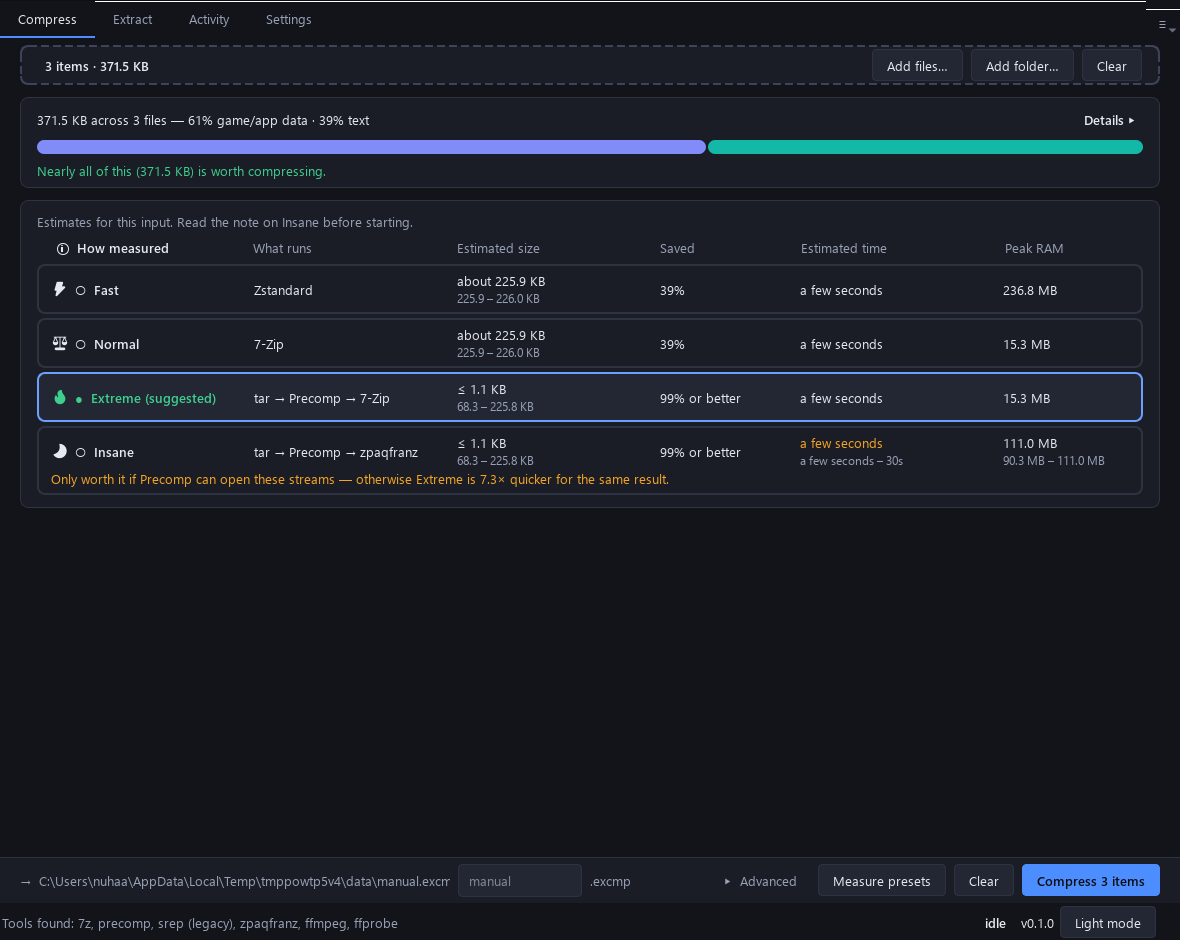 Compress Extract Activity Settings
3 items · 371.5 KB Add files... Add folder... Clear
371.5 KB across 3 files — 61% game/app data · 39% text Details ▸
Nearly all of this (371.5 KB) is worth compressing.
Estimates for this input. Read the note on Insane before starting.
How measured What runs Estimated size Saved Estimated time Peak RAM
Fast Zstandard about 225.9 KB 39% a few seconds 236.8 MB
225.9 – 226.0 KB
Normal 7-Zip about 225.9 KB 39% a few seconds 15.3 MB
225.9 – 226.0 KB
Extreme (suggested) tar → Precomp → 7-Zip ≤ 1.1 KB 99% or better a few seconds 15.3 MB
68.3 – 225.8 KB
Insane tar → Precomp → zpaqfranz ≤ 1.1 KB 99% or better a few seconds 111.0 MB
68.3 – 225.8 KB a few seconds – 30s 90.3 MB – 111.0 MB
Only worth it if Precomp can open these streams — otherwise Extreme is 7.3× quicker for the same result.
→ C:\Users\nuhaa\AppData\Local\Temp\tmppowtp5v4\data\manual.excm manual .excmp ▸ Advanced Measure presets Clear Compress 3 items
Tools found: 7z, precomp, srep (legacy), zpaqfranz, ffmpeg, ffprobe idle v0.1.0 Light mode